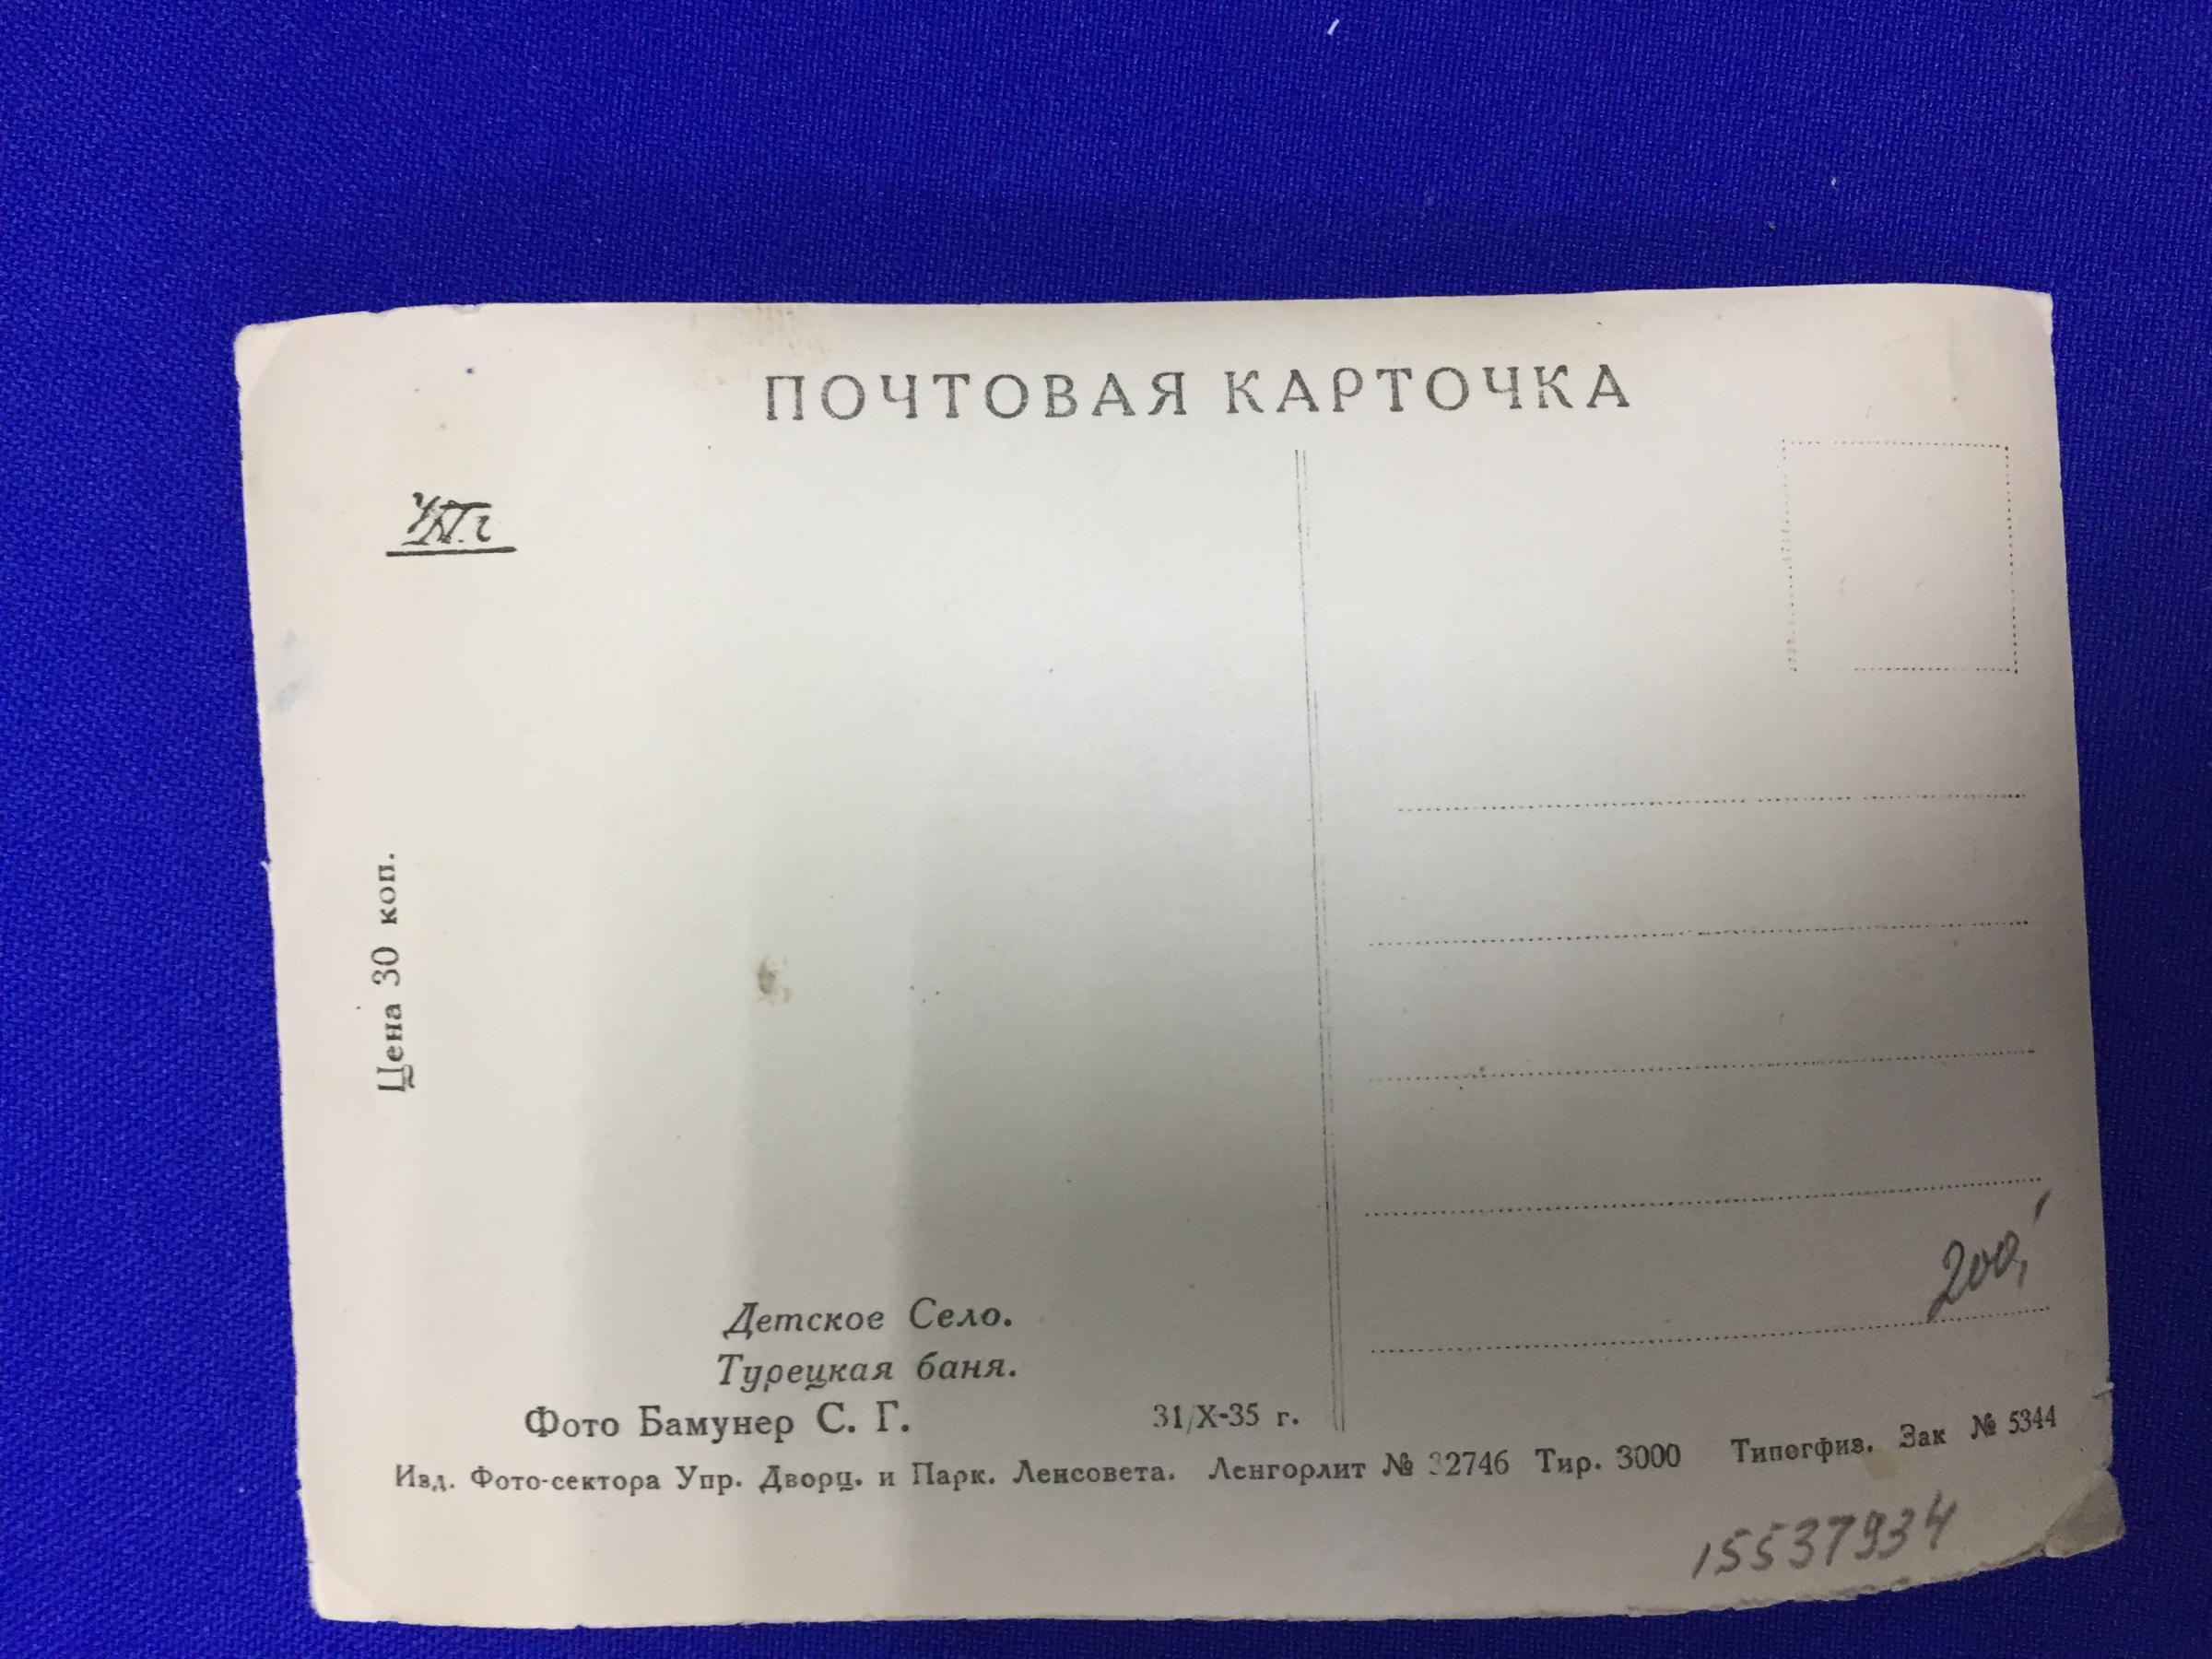 ПОЧТОВАЯ КАРТОЧКА
Цена 30 коп.
200,
Детское Село.
Турецкая баня.
Фото Бамунер С. Г. 31/X-35 г.
Изд. Фото-сектора Упр. Дворц. и Парк. Ленсовета. Ленгорлит № 32746 Тир. 3000 Типогфиз. Зак № 5344
15537934